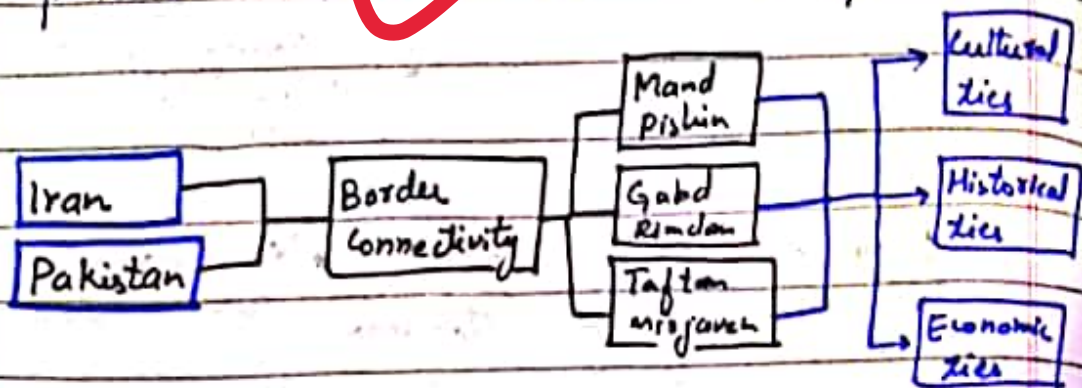 Iran
Pakistan
Border
Connectivity
Mand
Pishin
Gabd
Rimdan
Taftan
mirjaveh
Cultural
ties
Historical
ties
Economic
ties